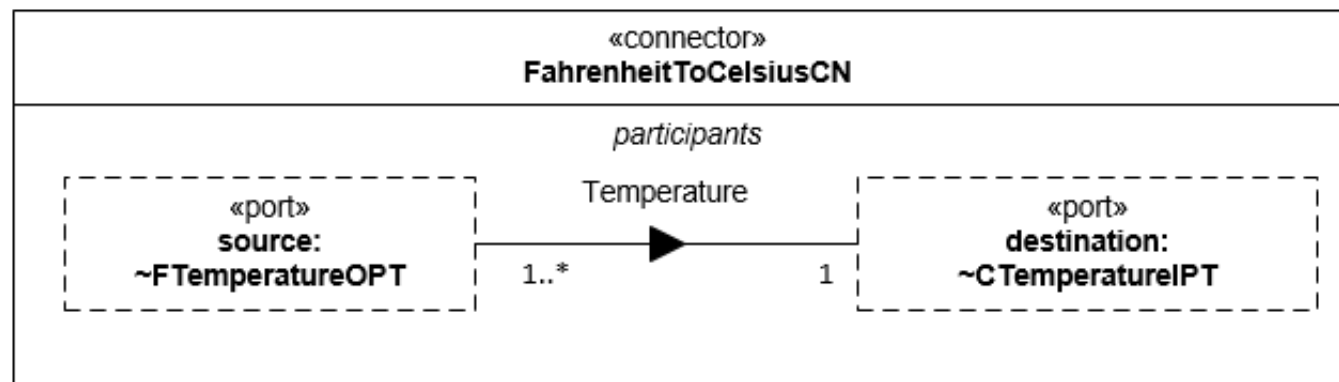 «connector»
FahrenheitToCelsiusCN
participants
Temperature
«port»
source:
~FTemperatureOPT
1..*
1
«port»
destination:
~CTemperatureIPT